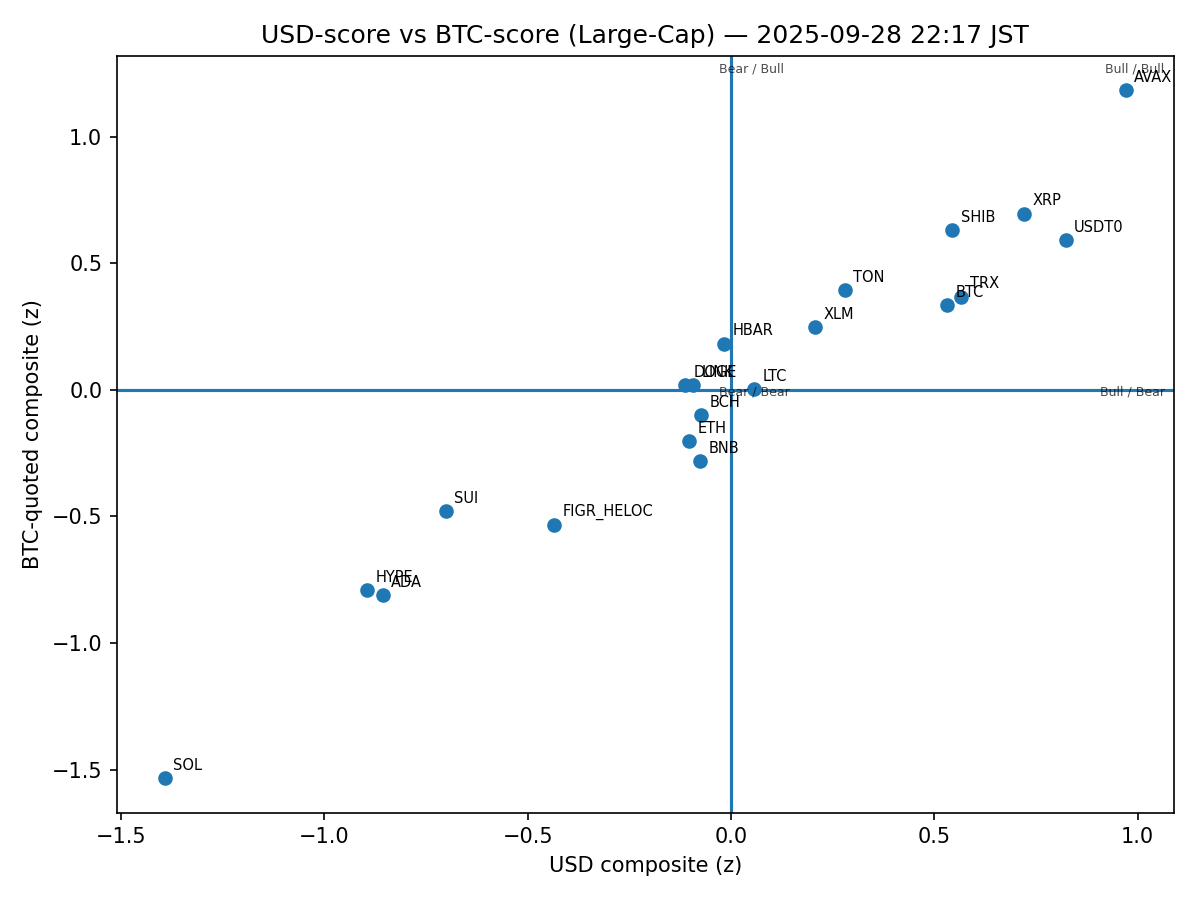 USD-score vs BTC-score (Large-Cap) — 2025-09-28 22:17 JST
Bear / Bull
Bull / Bull
AVAX
1.0
XRP
SHIB
USDT0
0.5
TON
TRX
BTC
XLM
HBAR
DOGE
LINK
LTC
0.0
Bear / Bear
Bull / Bear
BCH
ETH
BNB
SUI
FIGR_HELOC
−0.5
HYPE
ADA
−1.0
SOL
−1.5
BTC-quoted composite (z)
−1.5
−1.0
−0.5
0.0
0.5
1.0
USD composite (z)